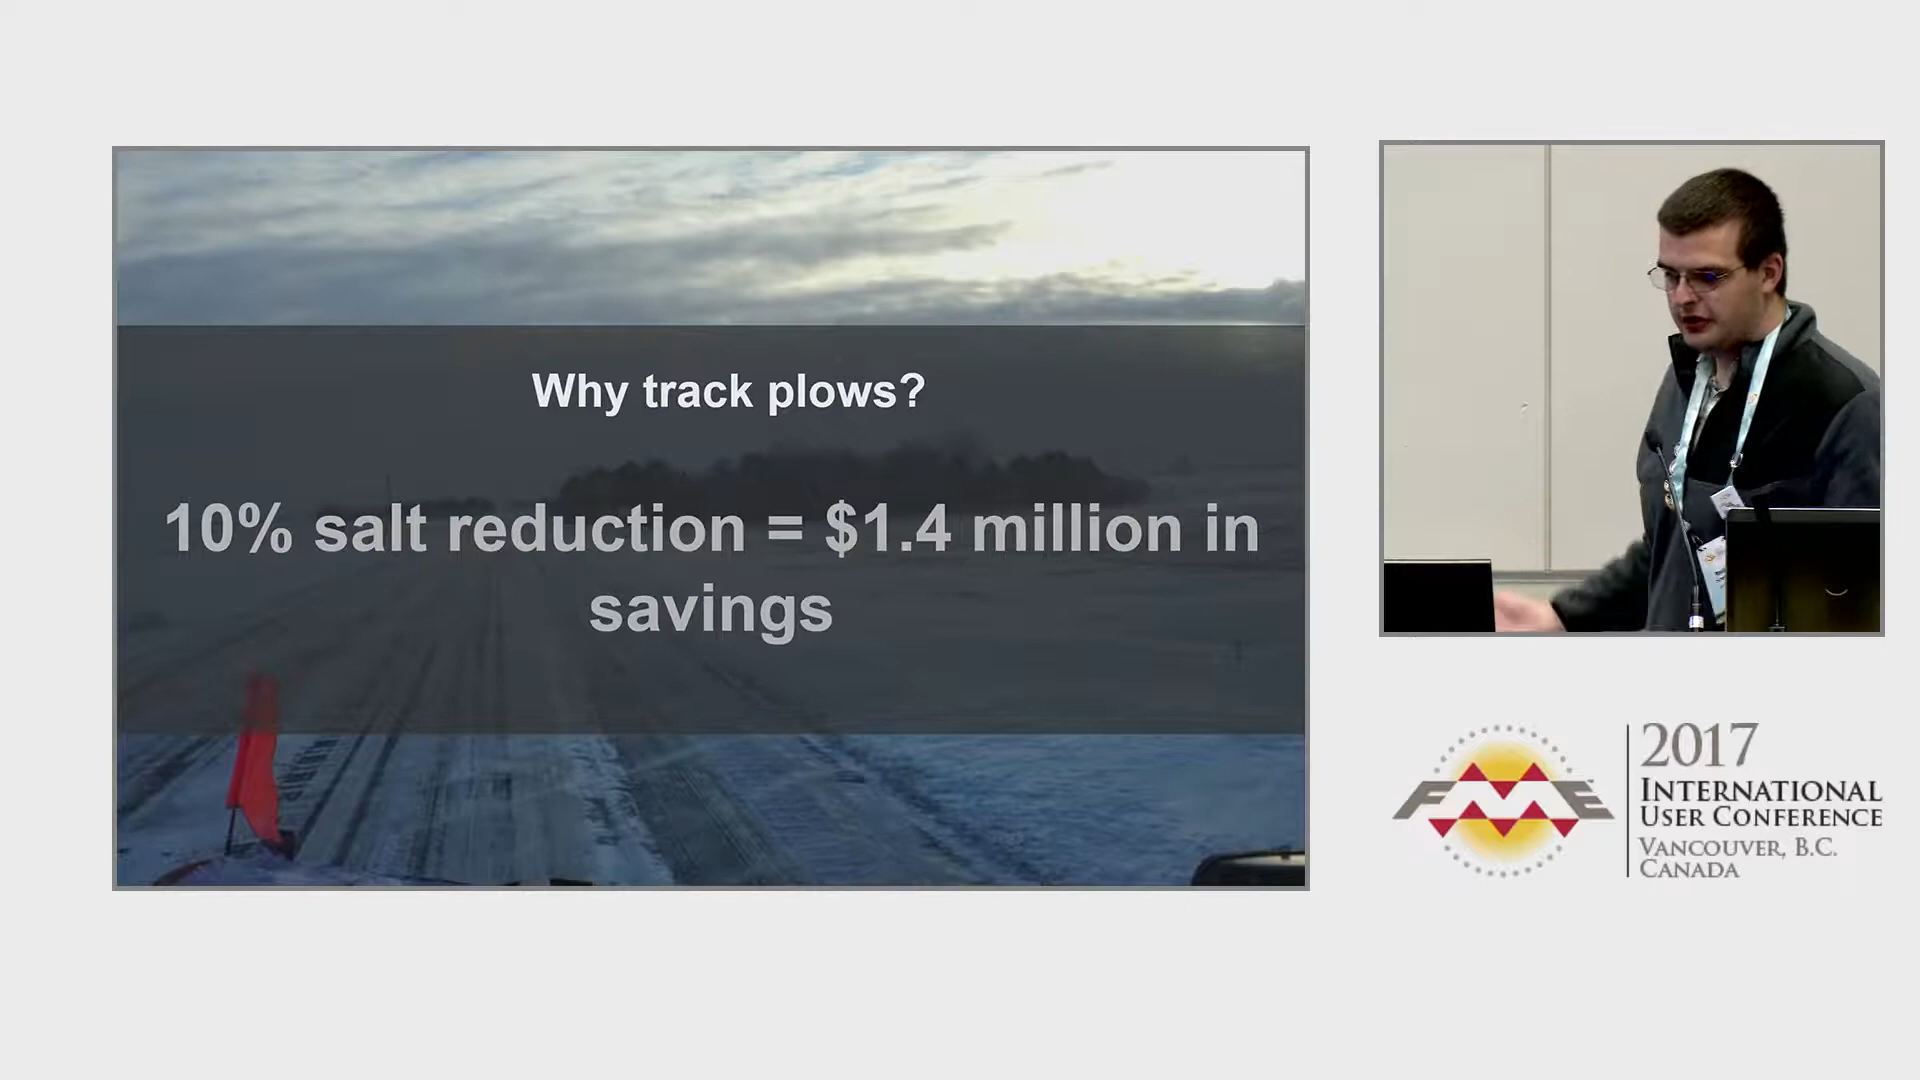 Why track plows?
10% salt reduction = $1.4 million in
savings
FME
2017
INTERNATIONAL
USER CONFERENCE
VANCOUVER, B.C.
CANADA